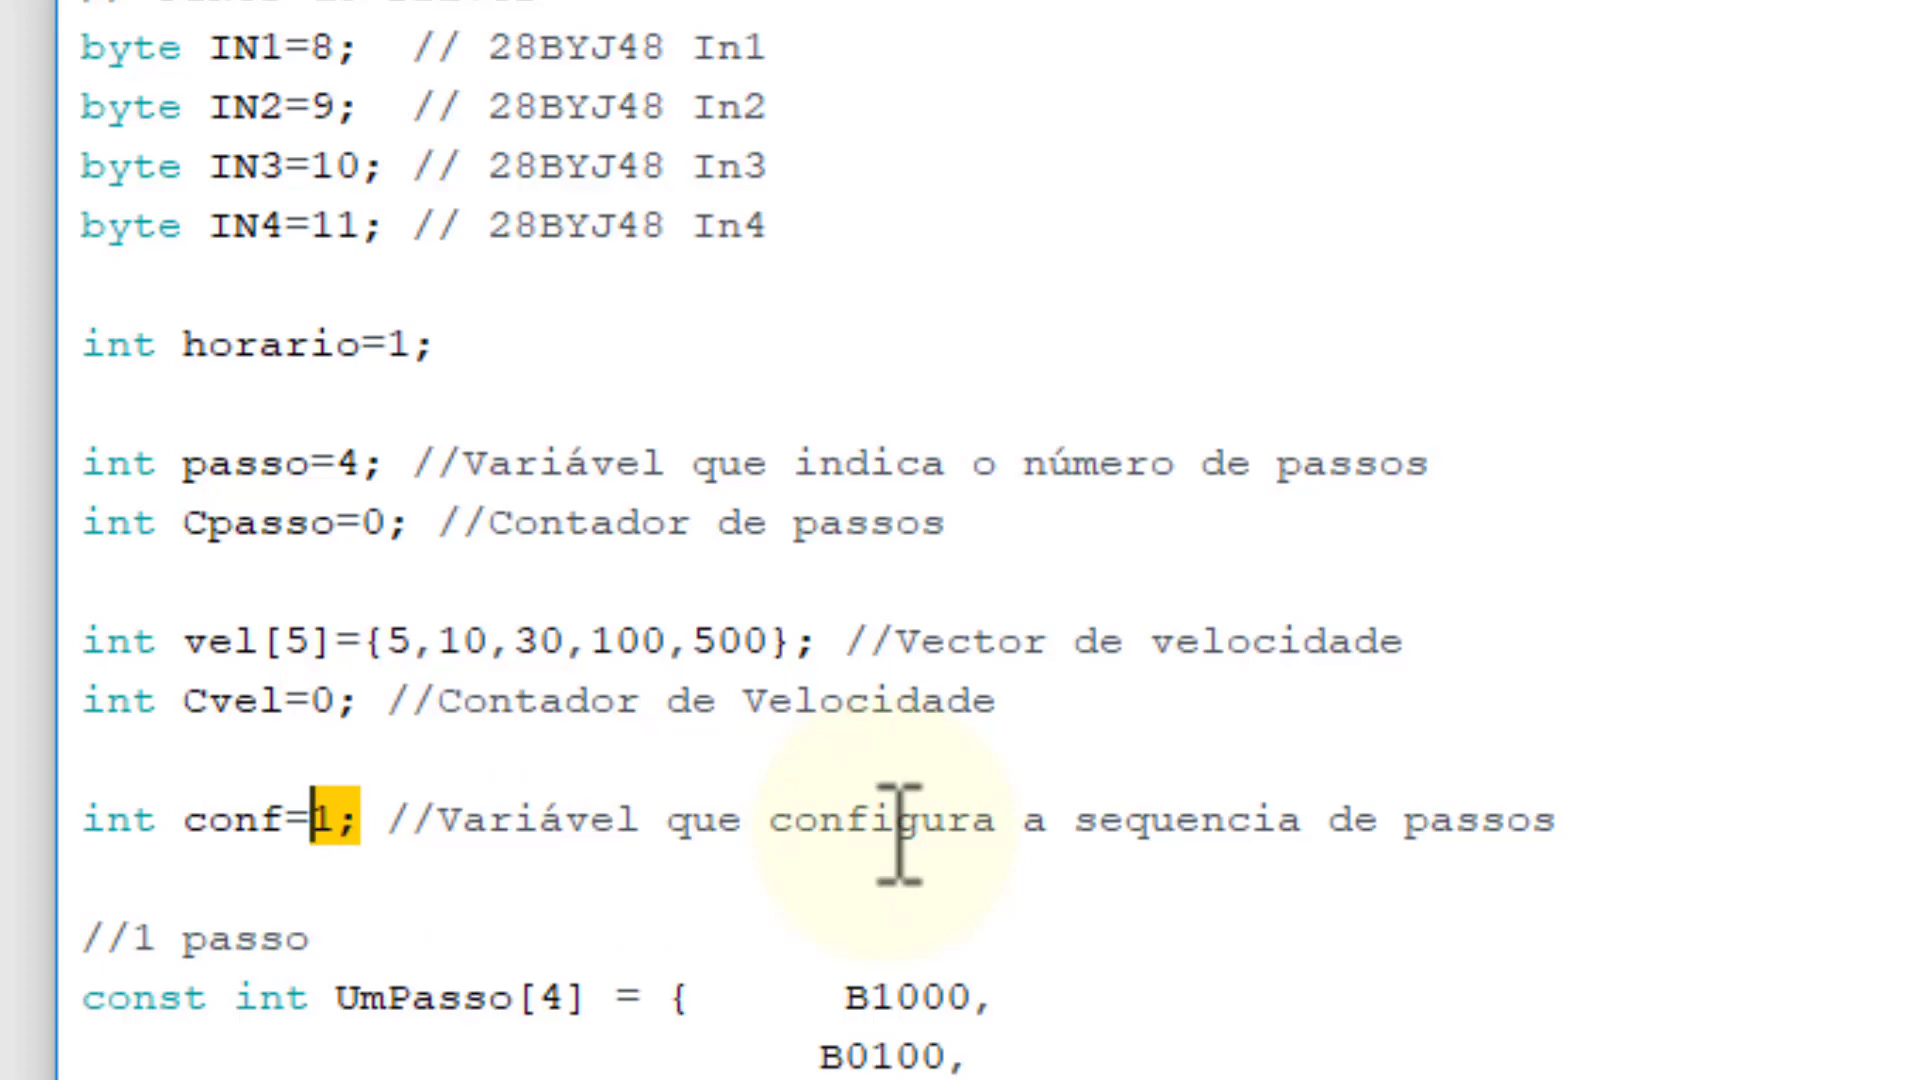 byte IN1=8;  // 28BYJ48 In1
byte IN2=9;  // 28BYJ48 In2
byte IN3=10; // 28BYJ48 In3
byte IN4=11; // 28BYJ48 In4
int horario=1;
int passo=4; //Variável que indica o número de passos
int Cpasso=0; //Contador de passos
int vel[5]={5,10,30,100,500}; //Vector de velocidade
int Cvel=0; //Contador de Velocidade
int conf=1; //Variável que configura a sequencia de passos
//1 passo
const int UmPasso[4] = {      B1000,
B0100,